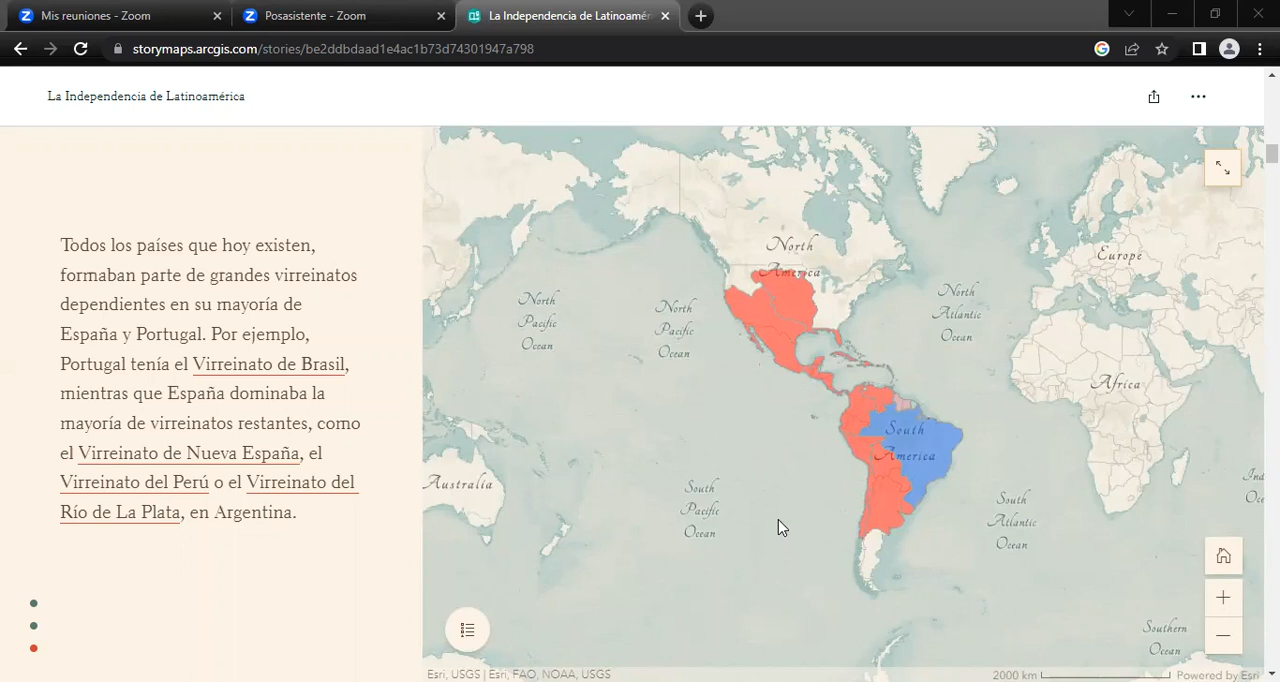 Mis reuniones - Zoom
Posasistente - Zoom
La Independencia de Latinoamér
storymaps.arcgis.com/stories/be2ddbdaad1e4ac1b73d74301947a798
La Independencia de Latinoamérica
Todos los países que hoy existen,
formaban parte de grandes virreinatos
dependientes en su mayoría de
España y Portugal. Por ejemplo,
Portugal tenía el Virreinato de Brasil,
mientras que España dominaba la
mayoría de virreinatos restantes, como
el Virreinato de Nueva España, el
Virreinato del Perú o el Virreinato del
Río de La Plata, en Argentina.
North
America
Europe
North
Pacific
Ocean
North
Pacific
Ocean
North
Atlantic
Ocean
Africa
South
America
Australia
South
Pacific
Ocean
South
Atlantic
Ocean
Ind
Oc
Southern
Ocean
Esri, USGS | Esri, FAO, NOAA, USGS
2000 km
Powered by Esri